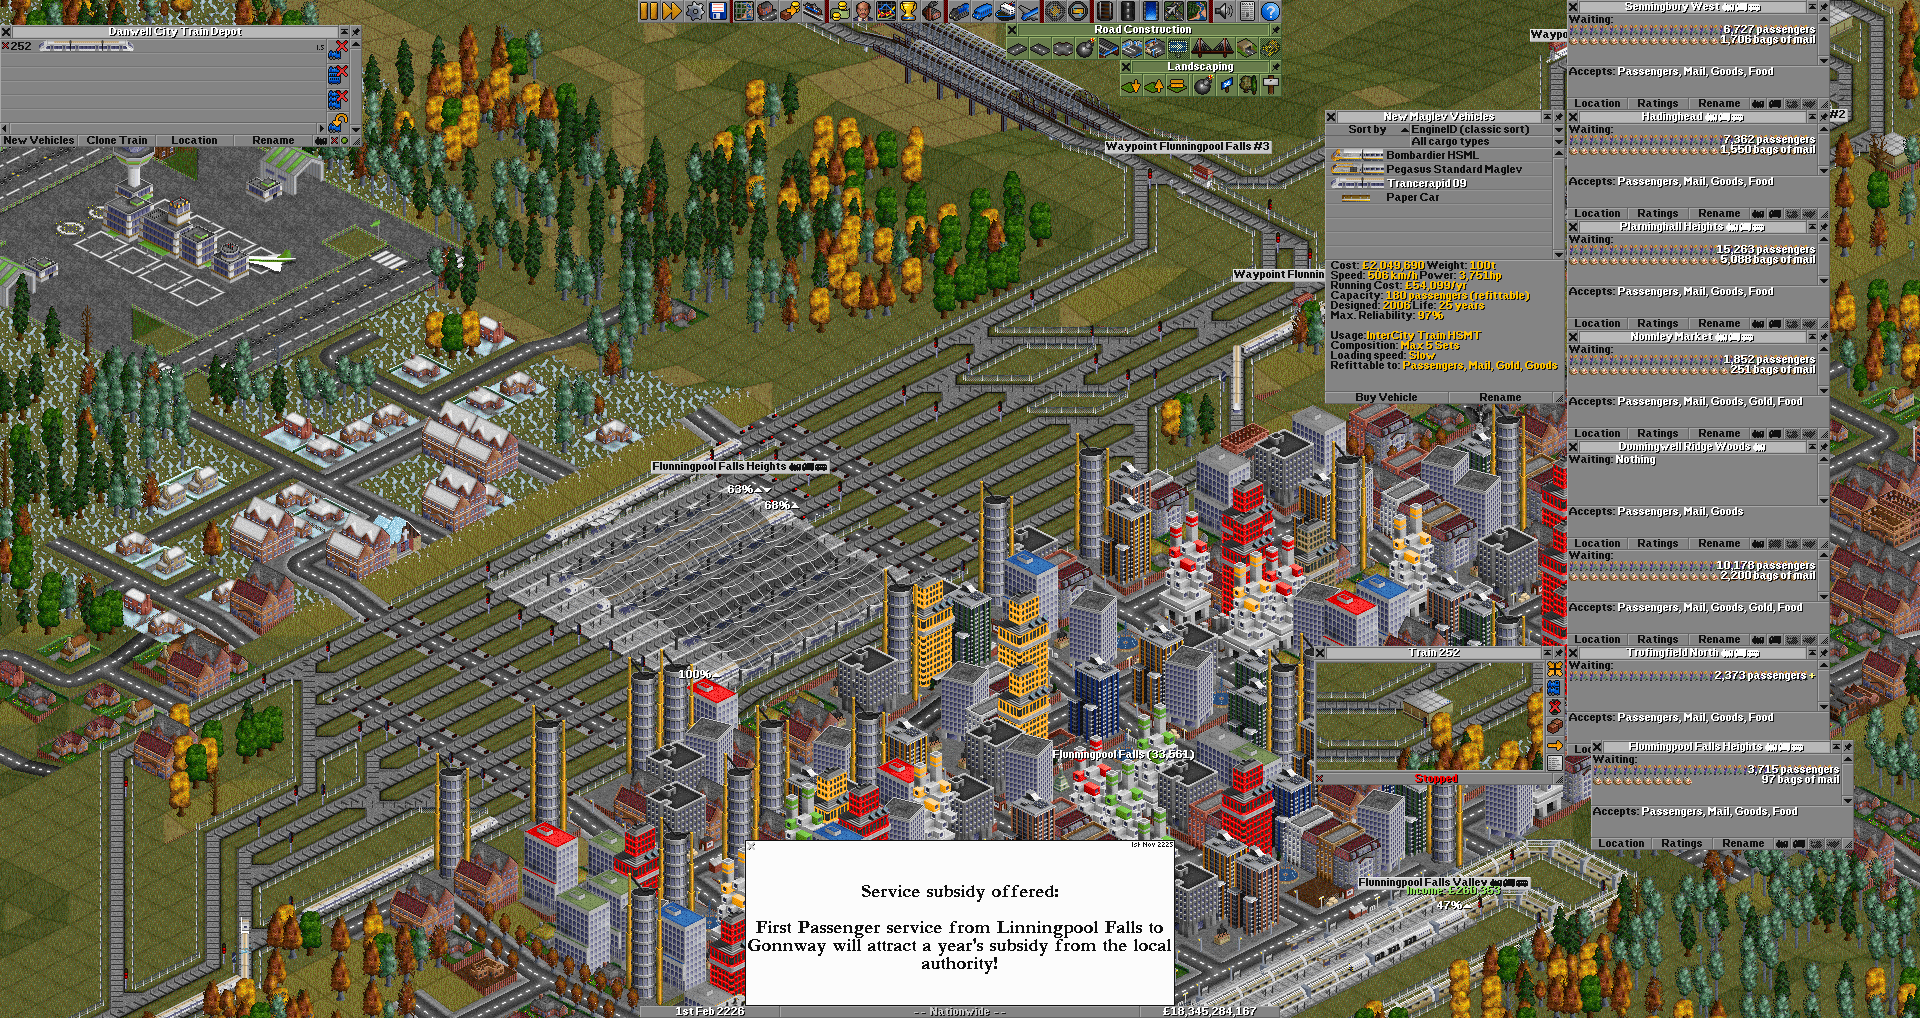 Danwell City Train Depot
252
1.5
New Vehicles
Clone Train
Location
Rename
Road Construction
Landscaping
Waypoint Flunningpool Falls #3
Waypoint Flunnin
Waypo
#2
New Maglev Vehicles
Sort by
EngineID (classic sort)
All cargo types
Bombardier HSML
Pegasus Standard Maglev
Trancerapid 09
Paper Car
Cost: £2,049,690 Weight: 100t
Speed: 506 km/h Power: 3,751hp
Running Cost: £54,099/yr
Capacity: 180 passengers (refittable)
Designed: 2006 Life: 25 years
Max. Reliability: 97%
Usage: InterCity Train HSMT
Composition: Max 5 Sets
Loading speed: Slow
Refittable to: Passengers, Mail, Gold, Goods
Buy Vehicle
Rename
Senningbury West
Waiting:
6,727 passengers
1,706 bags of mail
Accepts: Passengers, Mail, Goods, Food
Location
Ratings
Rename
Hadinghead
Waiting:
7,362 passengers
1,550 bags of mail
Accepts: Passengers, Mail, Goods, Food
Location
Ratings
Rename
Plarninghall Heights
Waiting:
15,263 passengers
5,088 bags of mail
Accepts: Passengers, Mail, Goods, Food
Location
Ratings
Rename
Nonnley Market
Waiting:
1,852 passengers
251 bags of mail
Accepts: Passengers, Mail, Goods, Gold, Food
Location
Ratings
Rename
Dunningwell Ridge Woods
Waiting: Nothing
Accepts: Passengers, Mail, Goods
Location
Ratings
Rename
Waiting:
10,178 passengers
2,200 bags of mail
Accepts: Passengers, Mail, Goods, Gold, Food
Location
Ratings
Rename
Trofingfield North
Waiting:
2,373 passengers +
Accepts: Passengers, Mail, Goods, Food
Loc
Flunningpool Falls Heights
Waiting:
3,715 passengers
97 bags of mail
Accepts: Passengers, Mail, Goods, Food
Location
Ratings
Rename
Train 252
Stopped
Flunningpool Falls Heights
63%
68%
100%
Flunningpool Falls (33,561)
Flunningpool Falls Valley
Income: £260,353
47%
1st Nov 2225
Service subsidy offered:
First Passenger service from Linningpool Falls to
Gonnway will attract a year's subsidy from the local
authority!
1st Feb 2226
-- Nationwide --
£18,345,284,167